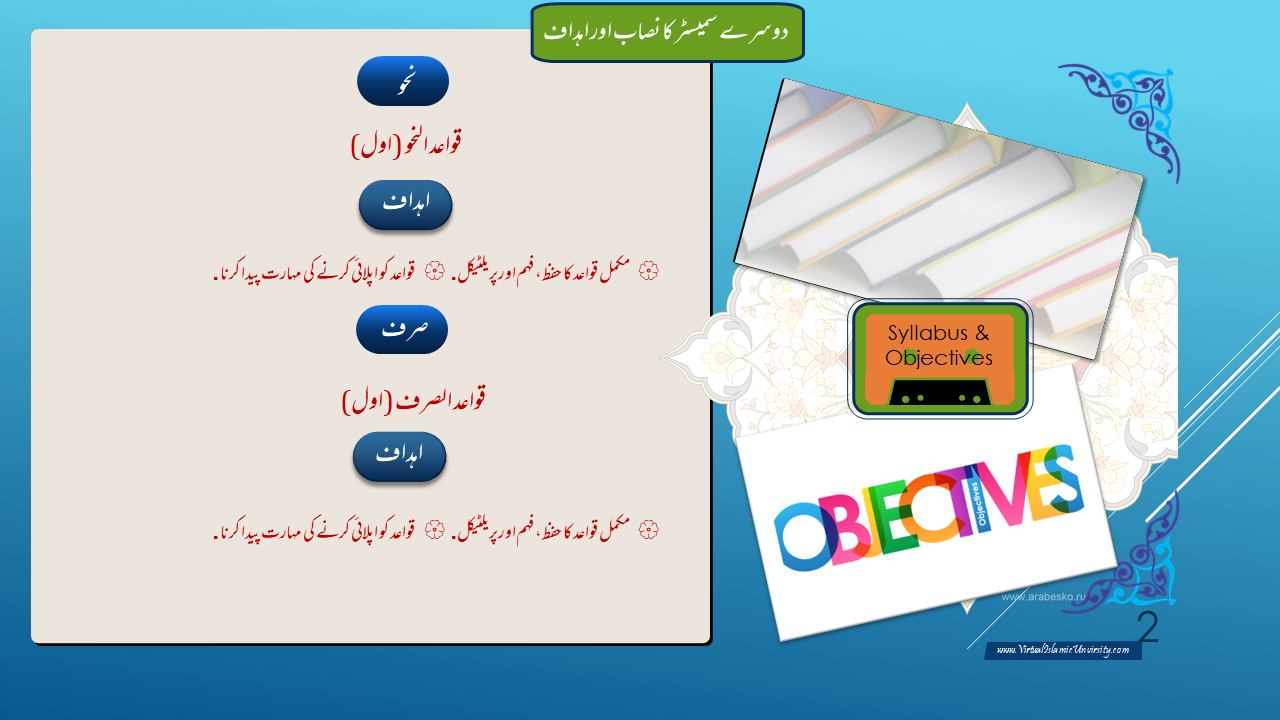 دوسرے سمیسٹر کا نصاب اور اہداف
نحو
قواعد النحو (اول)
اہداف
مکمل قواعد کا حفظ، فہم اور پریکٹیکل. قواعد کو اپلائی کرنے کی مہارت پیدا کرنا.
صرف
قواعد الصرف (اول)
اہداف
مکمل قواعد کا حفظ، فہم اور پریکٹیکل. قواعد کو اپلائی کرنے کی مہارت پیدا کرنا.
Syllabus &
Objectives
OBJECTIVES
Objectives
www.arabesko.ru
2
www.VirtualIslamicUnvirsity.com